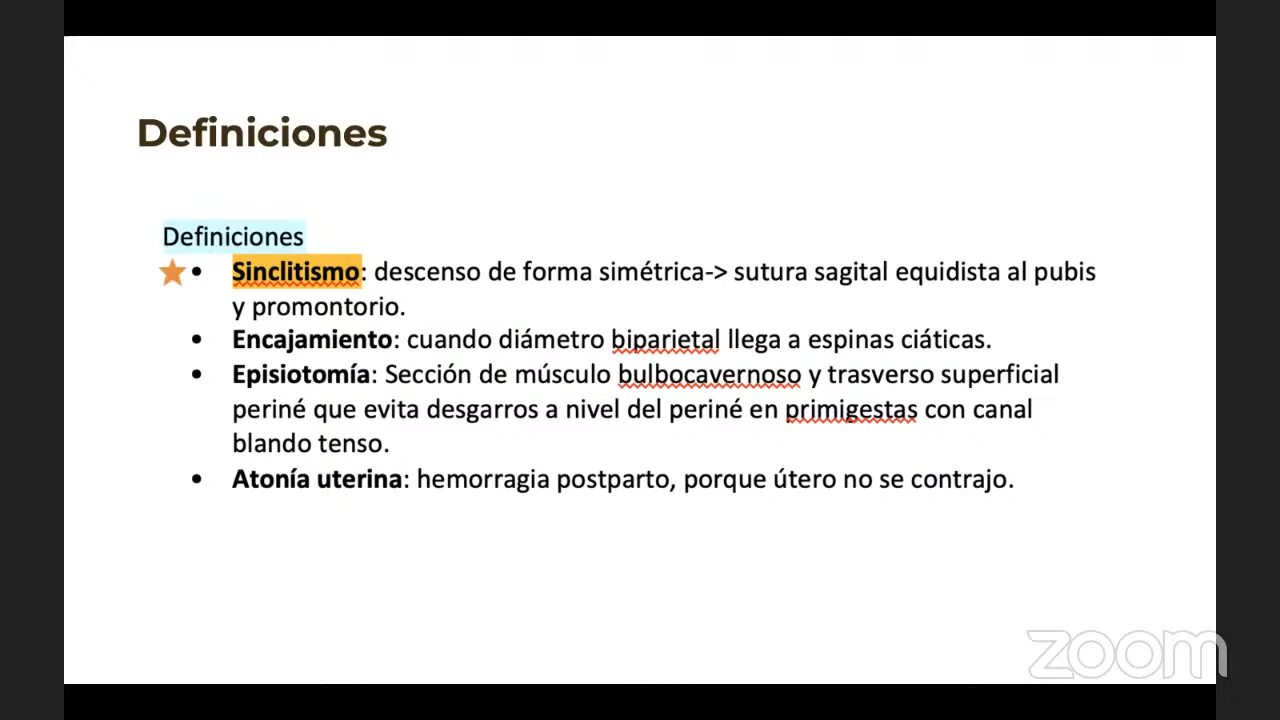 Definiciones
Definiciones
• Sinclitismo: descenso de forma simétrica-> sutura sagital equidista al pubis
y promontorio.
• Encajamiento: cuando diámetro biparietal llega a espinas ciáticas.
• Episiotomía: Sección de músculo bulbocavernoso y trasverso superficial
periné que evita desgarros a nivel del periné en primigestas con canal
blando tenso.
• Atonía uterina: hemorragia postparto, porque útero no se contrajo.
zoom